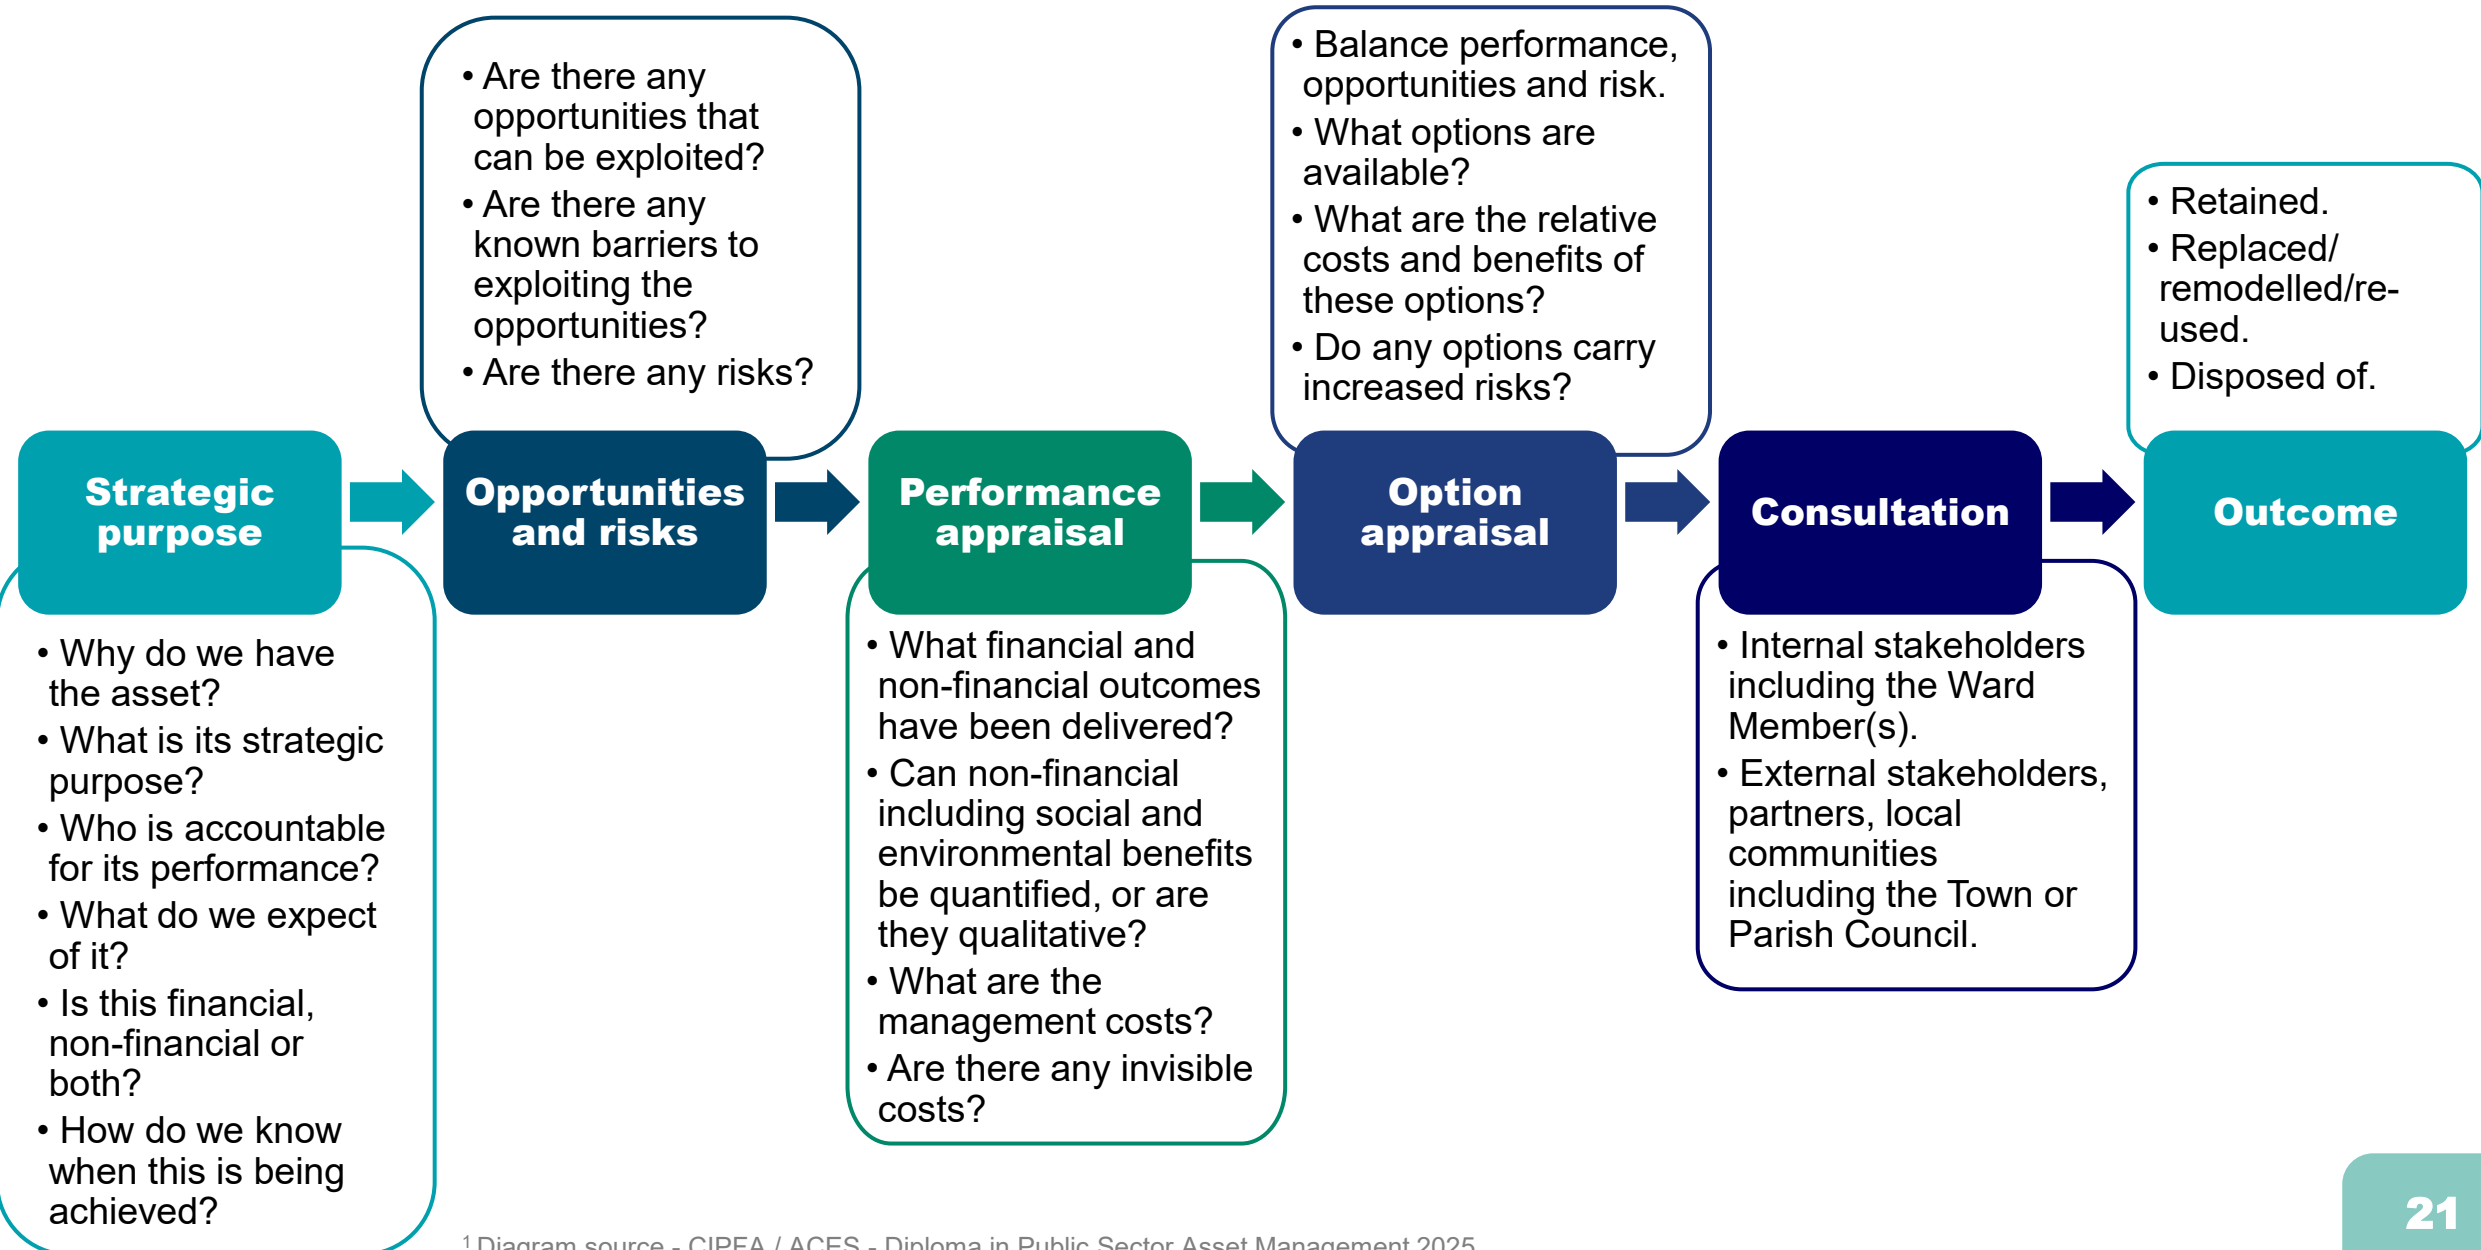 Strategic
purpose
• Why do we have
the asset?
• What is its strategic
purpose?
• Who is accountable
for its performance?
• What do we expect
of it?
• Is this financial,
non-financial or
both?
• How do we know
when this is being
achieved?
• Are there any
opportunities that
can be exploited?
• Are there any
known barriers to
exploiting the
opportunities?
• Are there any risks?
Opportunities
and risks
Performance
appraisal
• What financial and
non-financial outcomes
have been delivered?
• Can non-financial
including social and
environmental benefits
be quantified, or are
they qualitative?
• What are the
management costs?
• Are there any invisible
costs?
• Balance performance,
opportunities and risk.
• What options are
available?
• What are the relative
costs and benefits of
these options?
• Do any options carry
increased risks?
Option
appraisal
Consultation
• Internal stakeholders
including the Ward
Member(s).
• External stakeholders,
partners, local
communities
including the Town or
Parish Council.
• Retained.
• Replaced/
remodelled/re-
used.
• Disposed of.
Outcome
1 Diagram source - CIPFA / ACES - Diploma in Public Sector Asset Management 2025
21